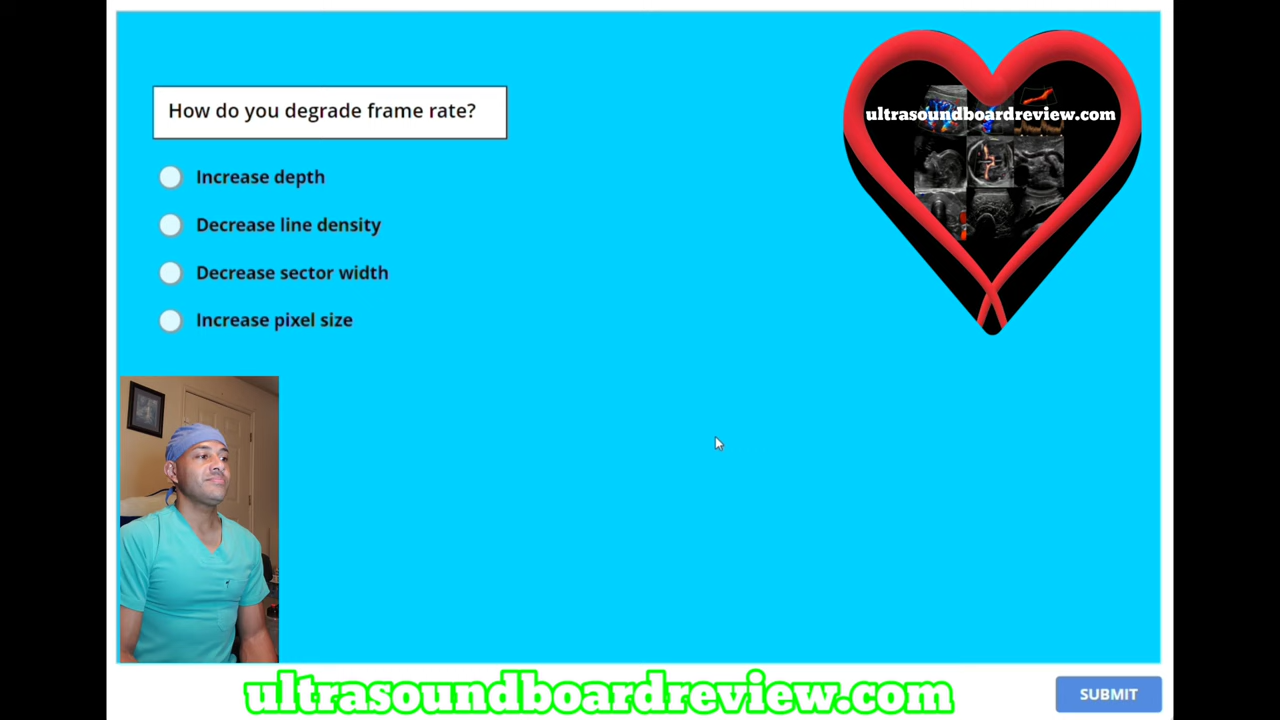 How do you degrade frame rate?
ultrasoundboardreview.com
Increase depth
Decrease line density
Decrease sector width
Increase pixel size
ultrasoundboardreview.com
SUBMIT